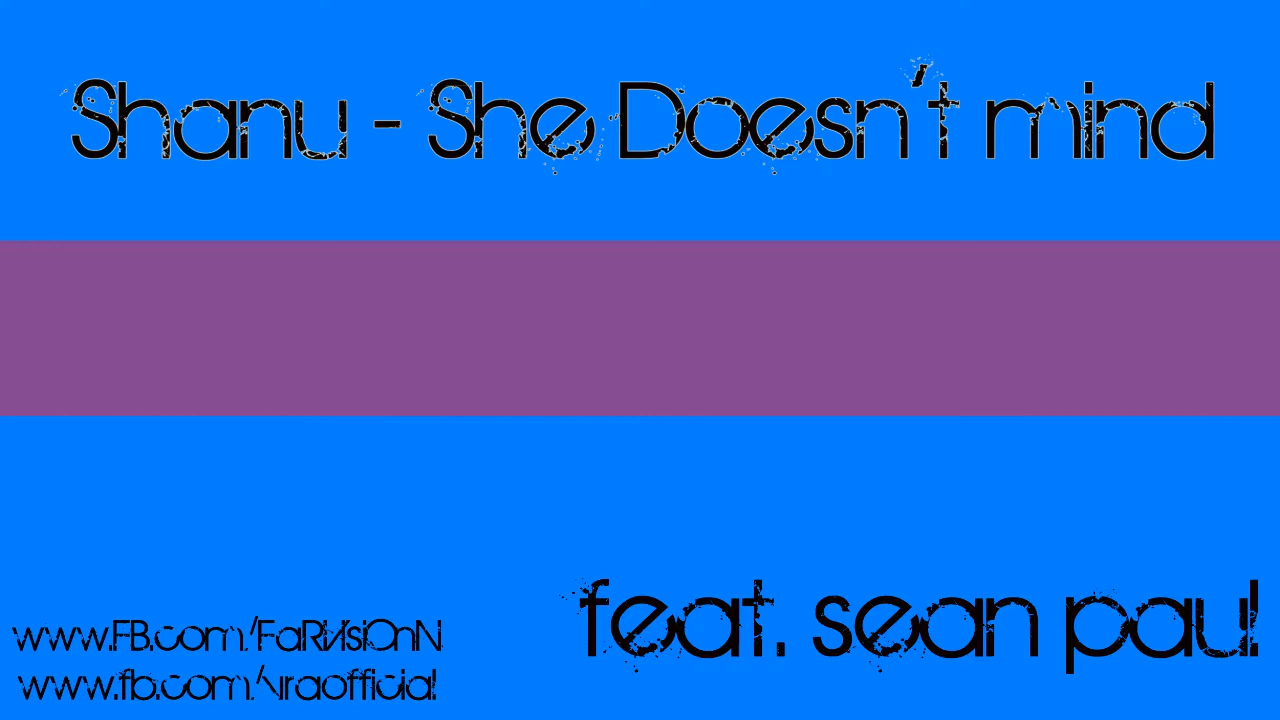 Shanu - She Doesn't mind
feat. sean paul
www.FB.com/FaRVisiOnN
www.fb.com/vraofficial